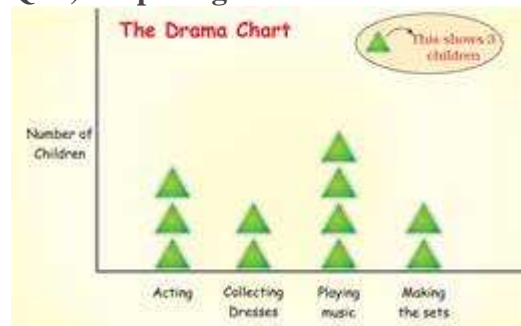 The Drama Chart
This shows 3
children
Number of
Children
Acting
Collecting
Dresses
Playing
music
Making
the sets